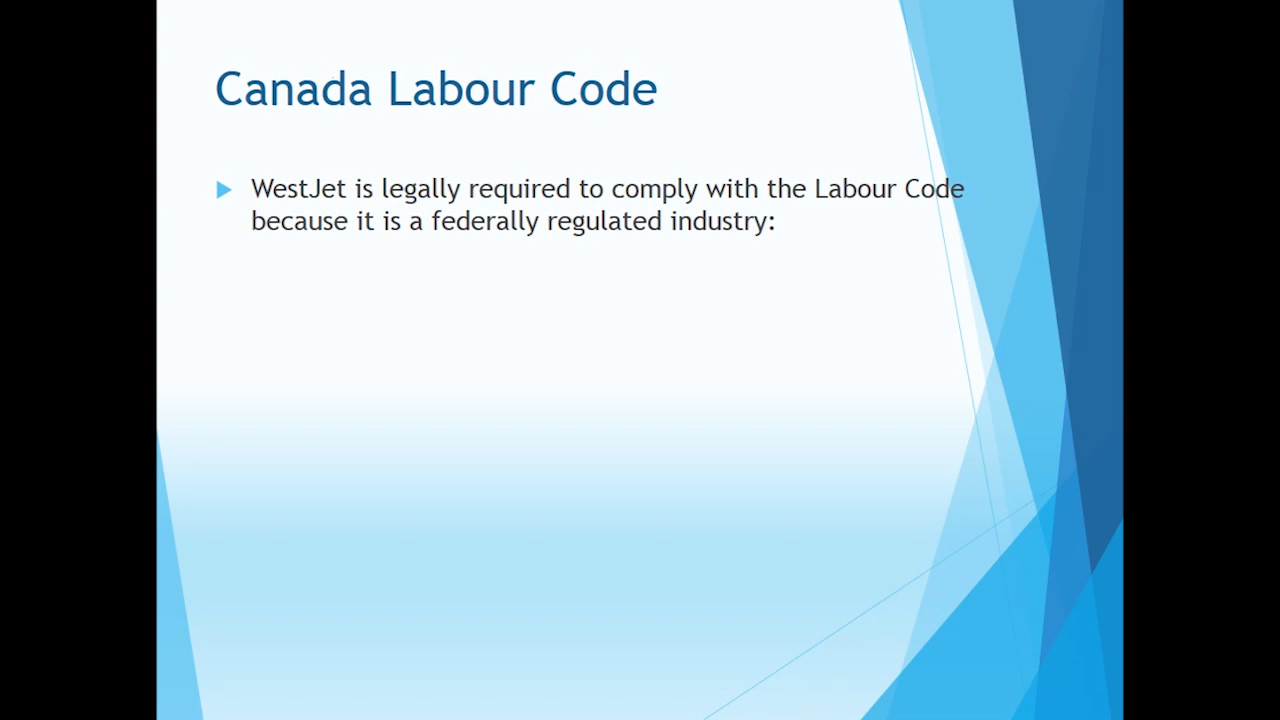 Canada Labour Code
WestJet is legally required to comply with the Labour Code
because it is a federally regulated industry: